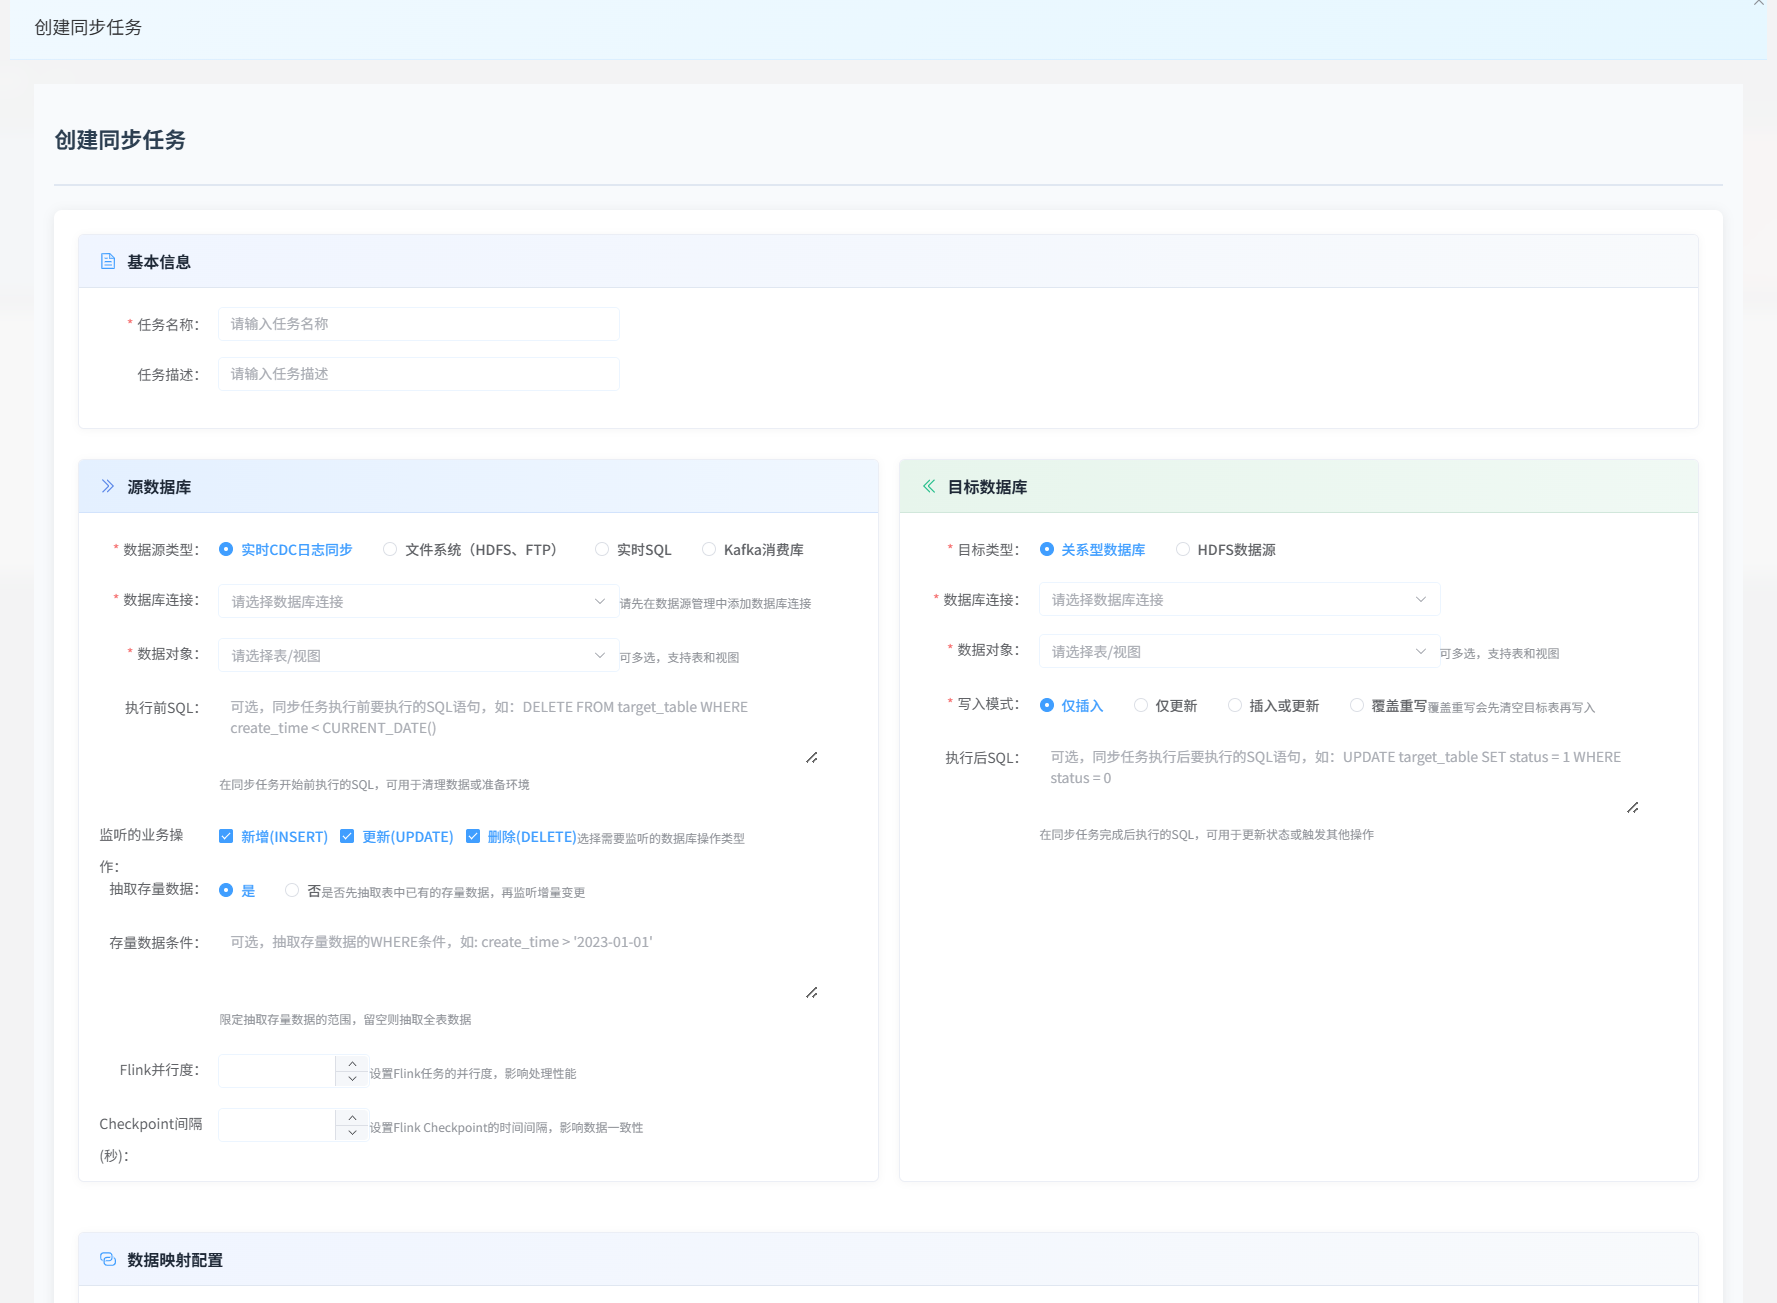 创建同步任务
创建同步任务
基本信息
* 任务名称： 请输入任务名称
任务描述： 请输入任务描述
源数据库
* 数据源类型： 实时CDC日志同步 文件系统（HDFS、FTP） 实时SQL Kafka消费库
* 数据库连接： 请选择数据库连接 请先在数据源管理中添加数据库连接
* 数据对象： 请选择表/视图 可多选，支持表和视图
执行前SQL： 可选，同步任务执行前要执行的SQL语句，如：DELETE FROM target_table WHERE
create_time < CURRENT_DATE()
在同步任务开始前执行的SQL，可用于清理数据或准备环境
监听的业务操
作：
新增(INSERT) 更新(UPDATE) 删除(DELETE)选择需要监听的数据库操作类型
抽取存量数据： 是 否是否先抽取表中已有的存量数据，再监听增量变更
存量数据条件： 可选，抽取存量数据的WHERE条件，如: create_time > '2023-01-01'
限定抽取存量数据的范围，留空则抽取全表数据
Flink并行度： 设置Flink任务的并行度，影响处理性能
Checkpoint间隔
(秒)：
设置Flink Checkpoint的时间间隔，影响数据一致性
目标数据库
* 目标类型： 关系型数据库 HDFS数据源
* 数据库连接： 请选择数据库连接
* 数据对象： 请选择表/视图 可多选，支持表和视图
* 写入模式： 仅插入 仅更新 插入或更新 覆盖重写覆盖重写会先清空目标表再写入
执行后SQL： 可选，同步任务执行后要执行的SQL语句，如：UPDATE target_table SET status = 1 WHERE
status = 0
在同步任务完成后执行的SQL，可用于更新状态或触发其他操作
数据映射配置